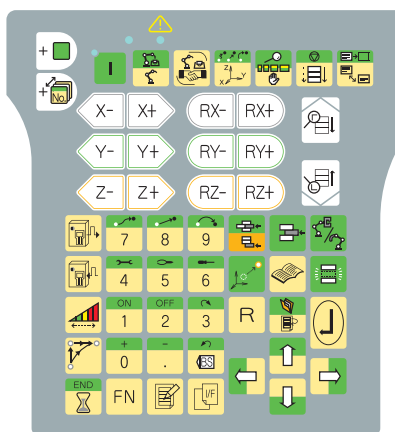 +
I
+ No.
Z X Y
X- X+ RX- RX+
Y- Y+ RY- RY+
Z- Z+ RZ- RZ+
7 8 9
4 5 6
ON OFF
1 2 3 R
+ -
0 . BS
END
FN I/F